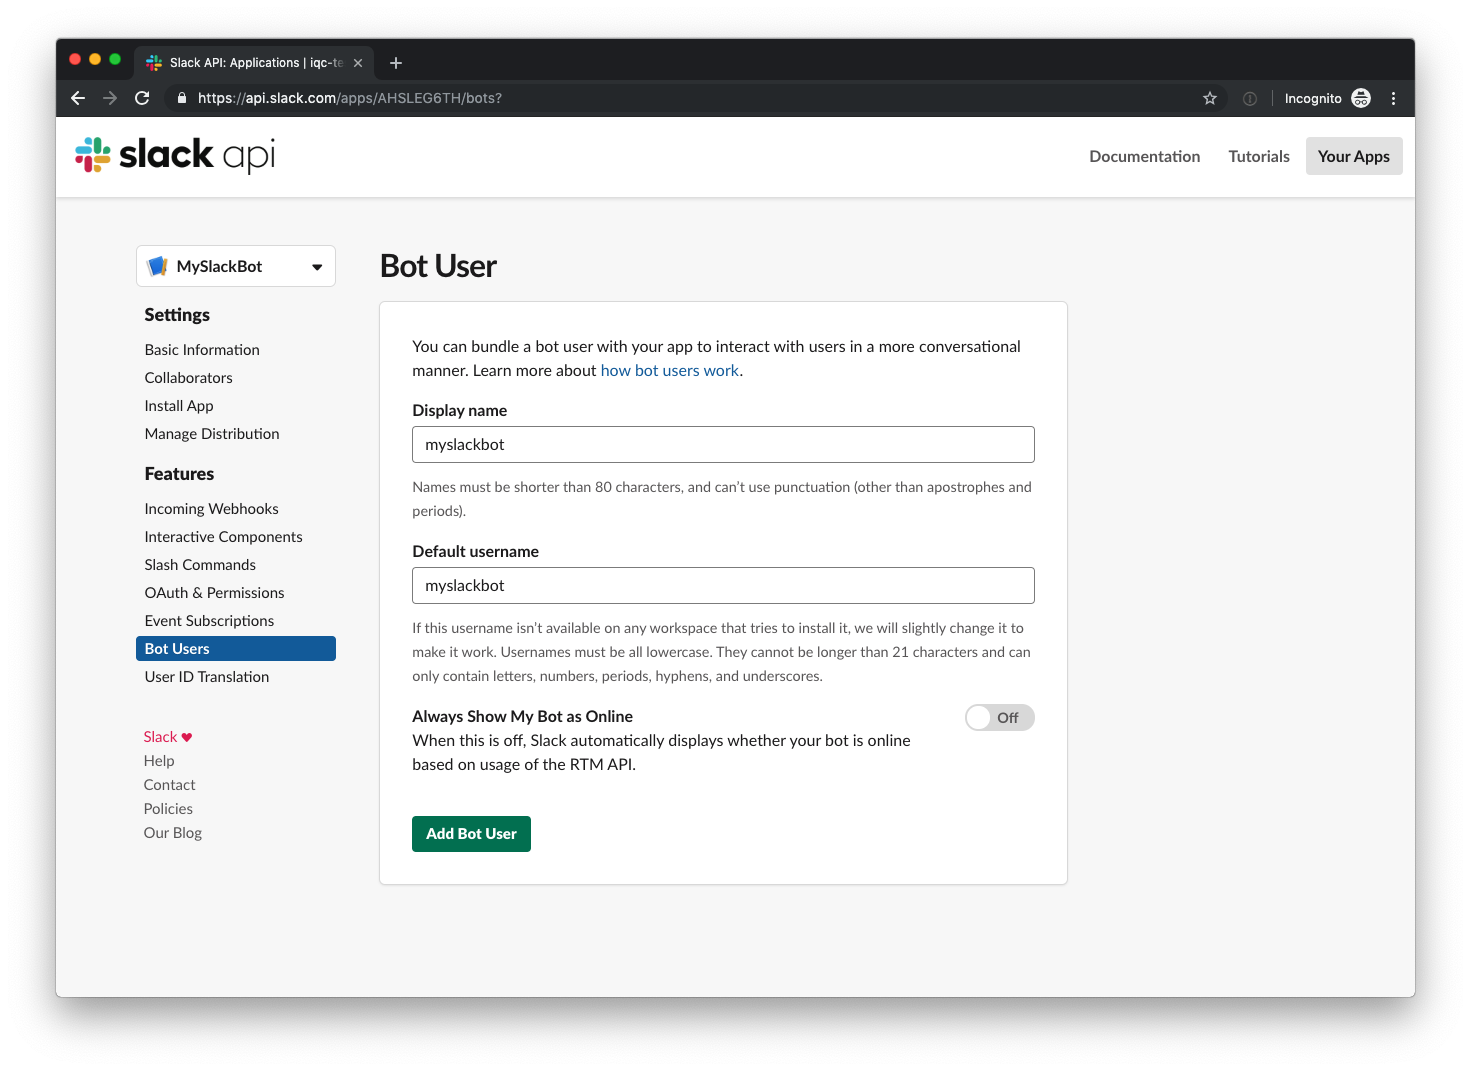 Slack API: Applications | iqc-te
https://api.slack.com/apps/AHSLEG6TH/bots?
Incognito
slack api
Documentation
Tutorials
Your Apps
MySlackBot
Settings
Basic Information
Collaborators
Install App
Manage Distribution
Features
Incoming Webhooks
Interactive Components
Slash Commands
OAuth & Permissions
Event Subscriptions
Bot Users
User ID Translation
Slack ♥
Help
Contact
Policies
Our Blog
Bot User
You can bundle a bot user with your app to interact with users in a more conversational
manner. Learn more about how bot users work.
Display name
myslackbot
Names must be shorter than 80 characters, and can’t use punctuation (other than apostrophes and
periods).
Default username
myslackbot
If this username isn’t available on any workspace that tries to install it, we will slightly change it to
make it work. Usernames must be all lowercase. They cannot be longer than 21 characters and can
only contain letters, numbers, periods, hyphens, and underscores.
Always Show My Bot as Online
Off
When this is off, Slack automatically displays whether your bot is online
based on usage of the RTM API.
Add Bot User